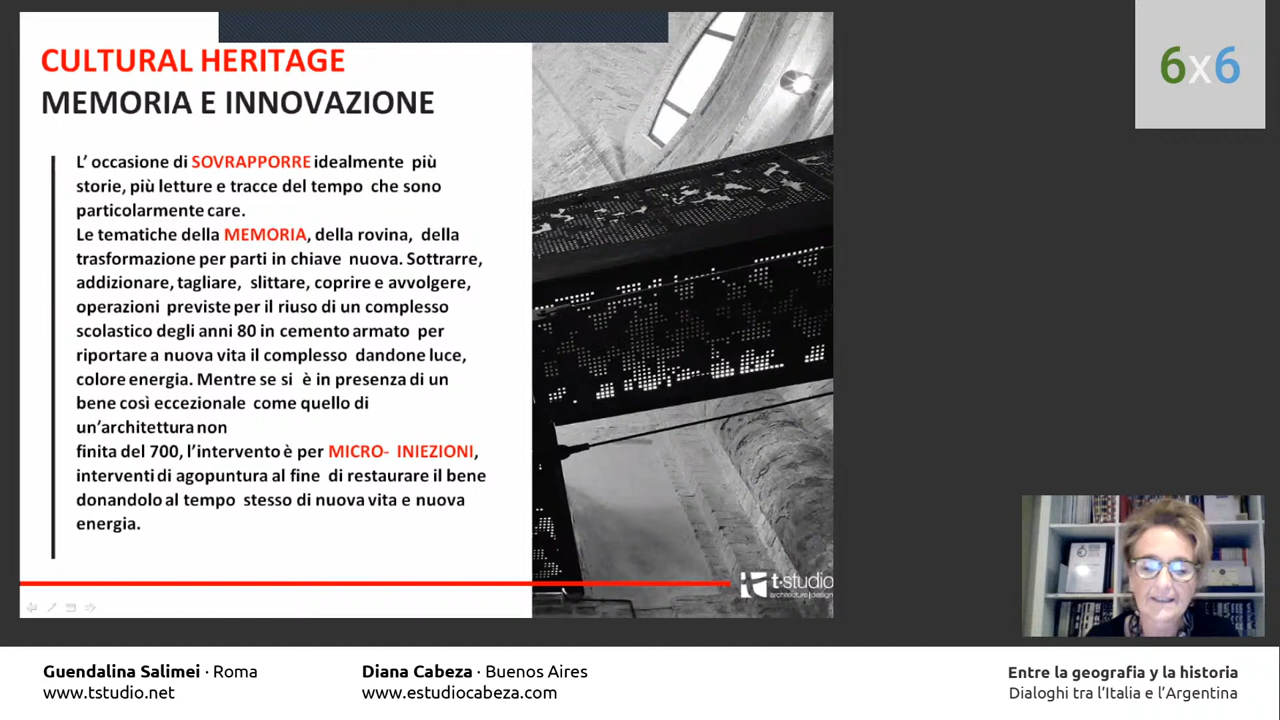 CULTURAL HERITAGE
MEMORIA E INNOVAZIONE
L' occasione di SOVRAPPORRE idealmente più
storie, più letture e tracce del tempo che sono
particolarmente care.
Le tematiche della MEMORIA, della rovina, della
trasformazione per parti in chiave nuova. Sottrarre,
addizionare, tagliare, slittare, coprire e avvolgere,
operazioni previste per il riuso di un complesso
scolastico degli anni 80 in cemento armato per
riportare a nuova vita il complesso dandone luce,
colore energia. Mentre se si è in presenza di un
bene così eccezionale come quello di
un'architettura non
finita del 700, l'intervento è per MICRO- INIEZIONI,
interventi di agopuntura al fine di restaurare il bene
donandolo al tempo stesso di nuova vita e nuova
energia.
t-studio
architecture|design
6x6
Guendalina Salimei · Roma
www.tstudio.net
Diana Cabeza · Buenos Aires
www.estudiocabeza.com
Entre la geografia y la historia
Dialoghi tra l'Italia e l'Argentina